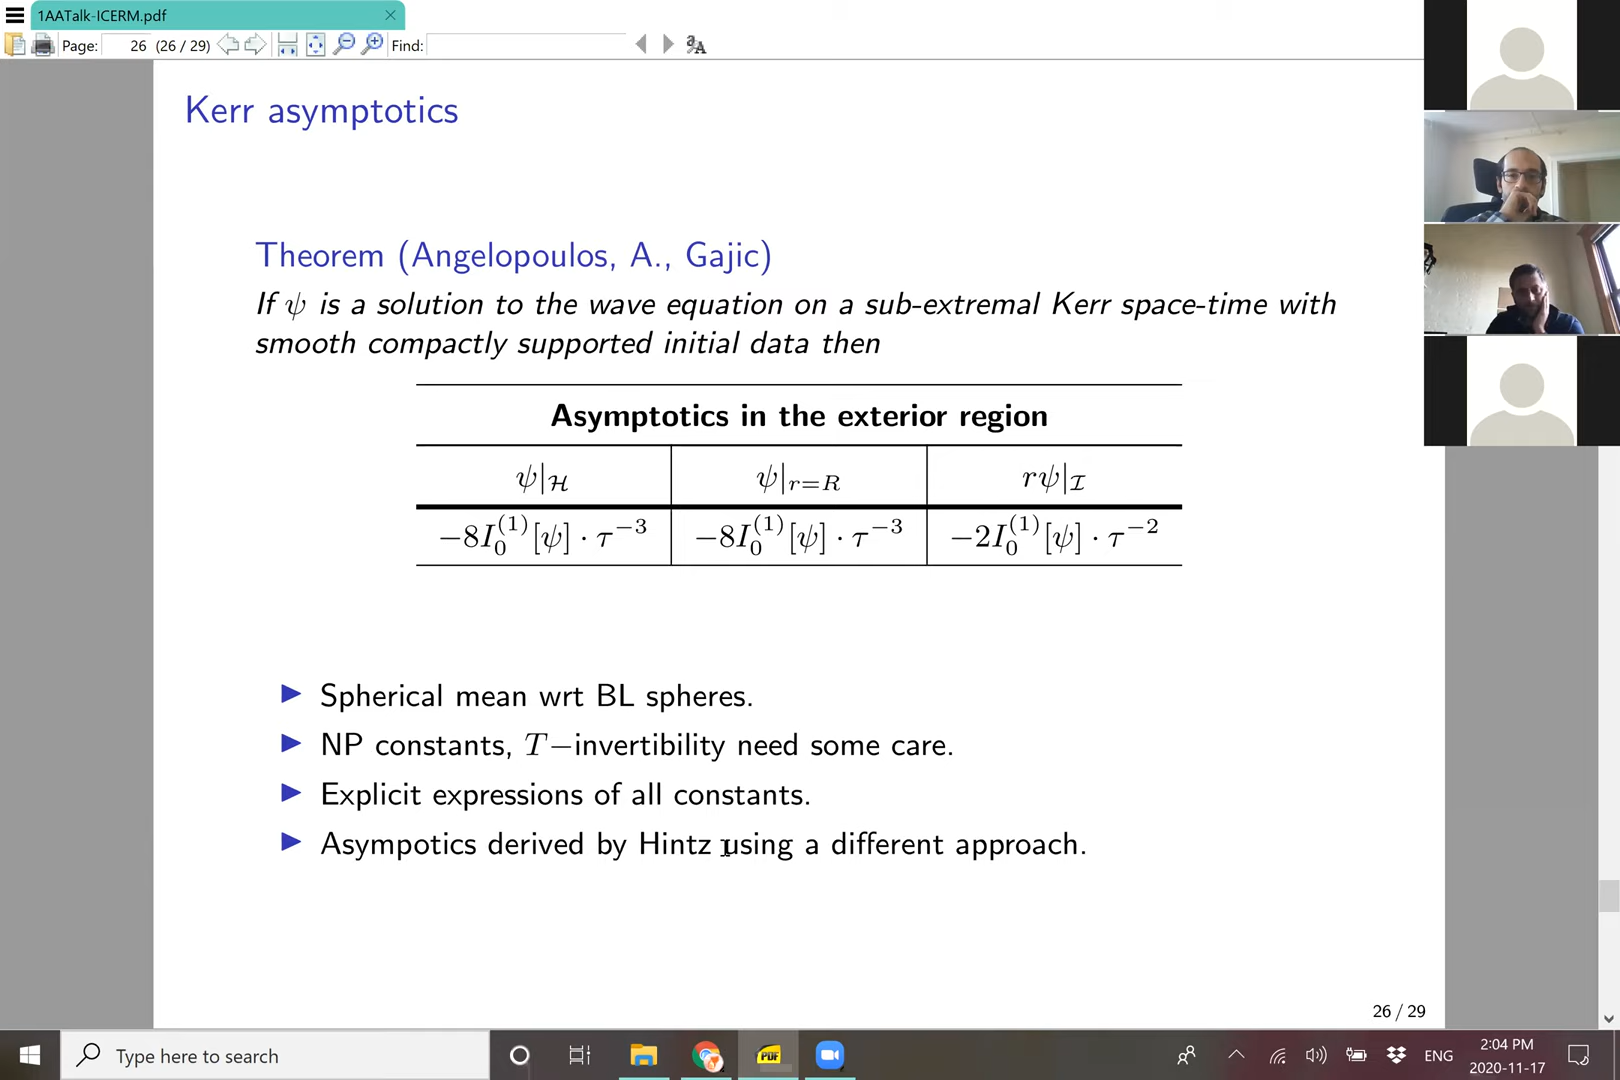 1AATalk-ICERM.pdf
Page: 26 (26 / 29) Find:
Kerr asymptotics
Theorem (Angelopoulos, A., Gajic)
If ψ is a solution to the wave equation on a sub-extremal Kerr space-time with
smooth compactly supported initial data then
Asymptotics in the exterior region
ψ|_ℋ ψ|_{r=R} rψ|_ℐ
−8I_0^{(1)}[ψ] · τ^{−3} −8I_0^{(1)}[ψ] · τ^{−3} −2I_0^{(1)}[ψ] · τ^{−2}
▶ Spherical mean wrt BL spheres.
▶ NP constants, T−invertibility need some care.
▶ Explicit expressions of all constants.
▶ Asympotics derived by Hintz using a different approach.
26 / 29
Type here to search
PDF
ENG
2:04 PM
2020-11-17